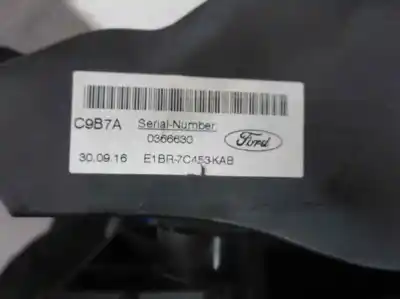 C9B7A Serial-Number
0366630
Ford
30.09.16 E1BR-7C453-KAB